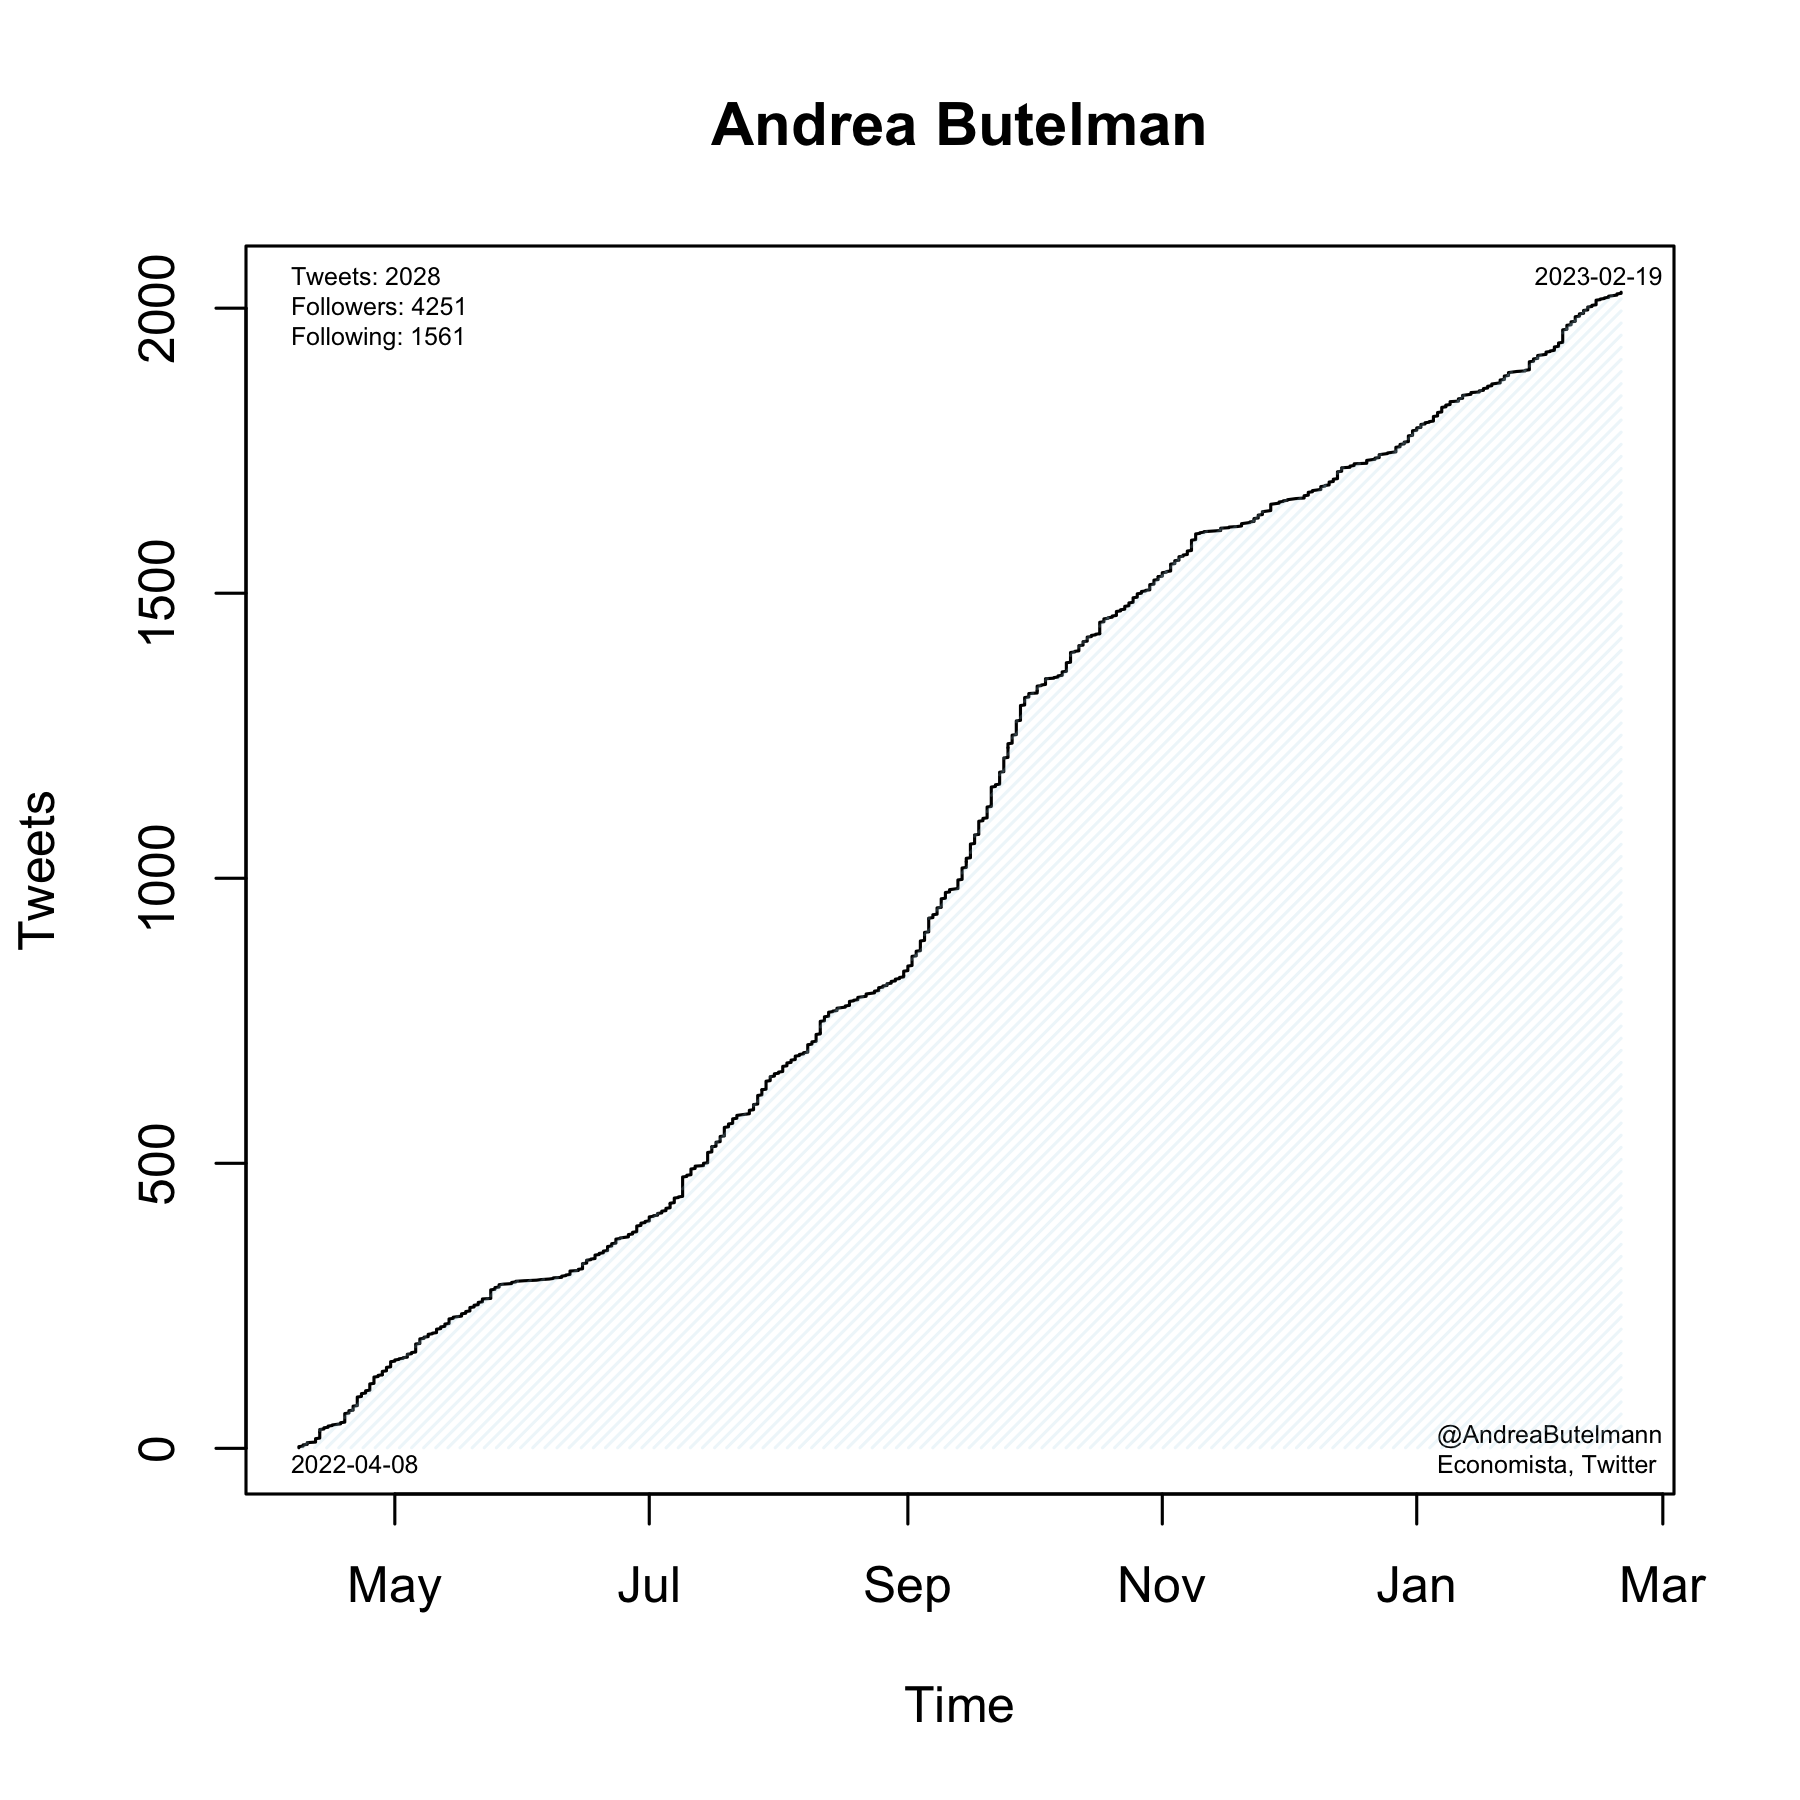 Andrea Butelman
Tweets: 2028
Followers: 4251
Following: 1561
2023-02-19
2000
1500
1000
500
0
Tweets
2022-04-08
@AndreaButelmann
Economista, Twitter
May Jul Sep Nov Jan Mar
Time